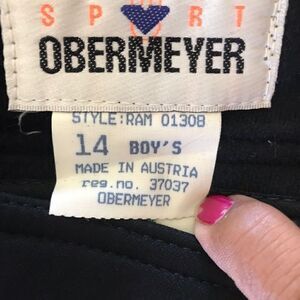 SPORT
OBERMEYER
STYLE:RAM 01308
14 BOY'S
MADE IN AUSTRIA
reg.no. 37037
OBERMEYER